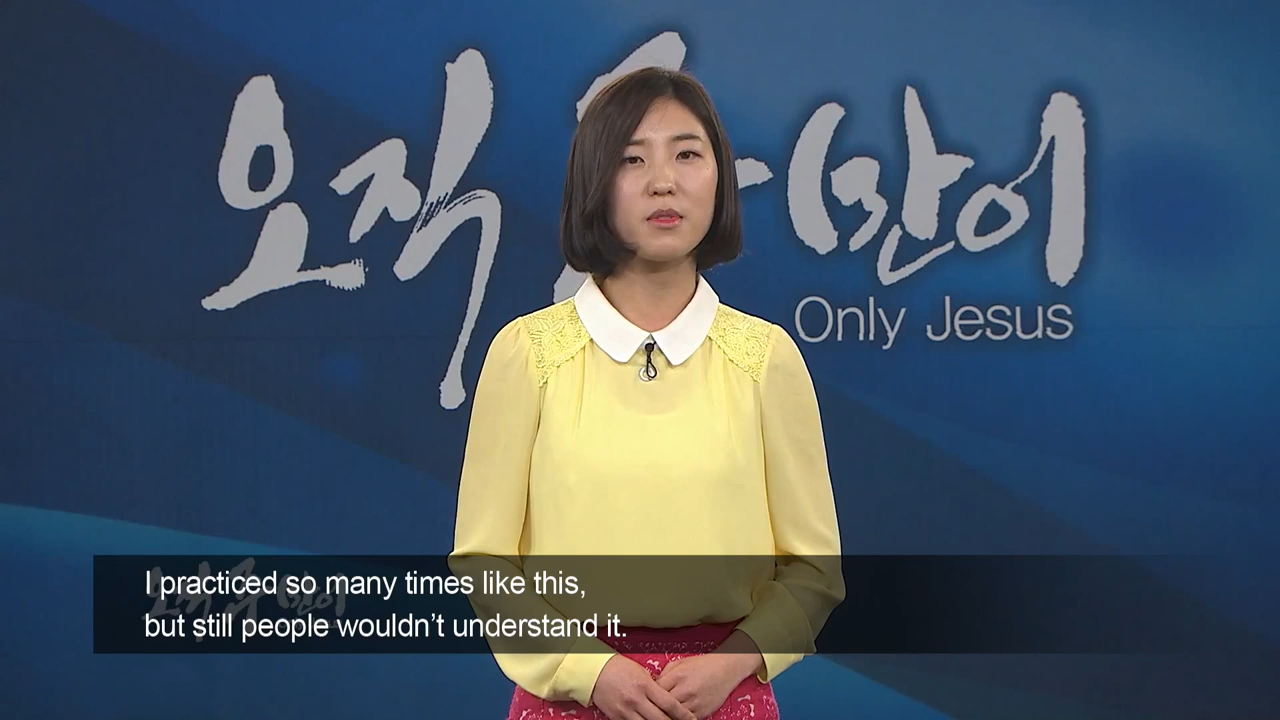 오직 만이
Only Jesus
I practiced so many times like this,
but still people wouldn't understand it.